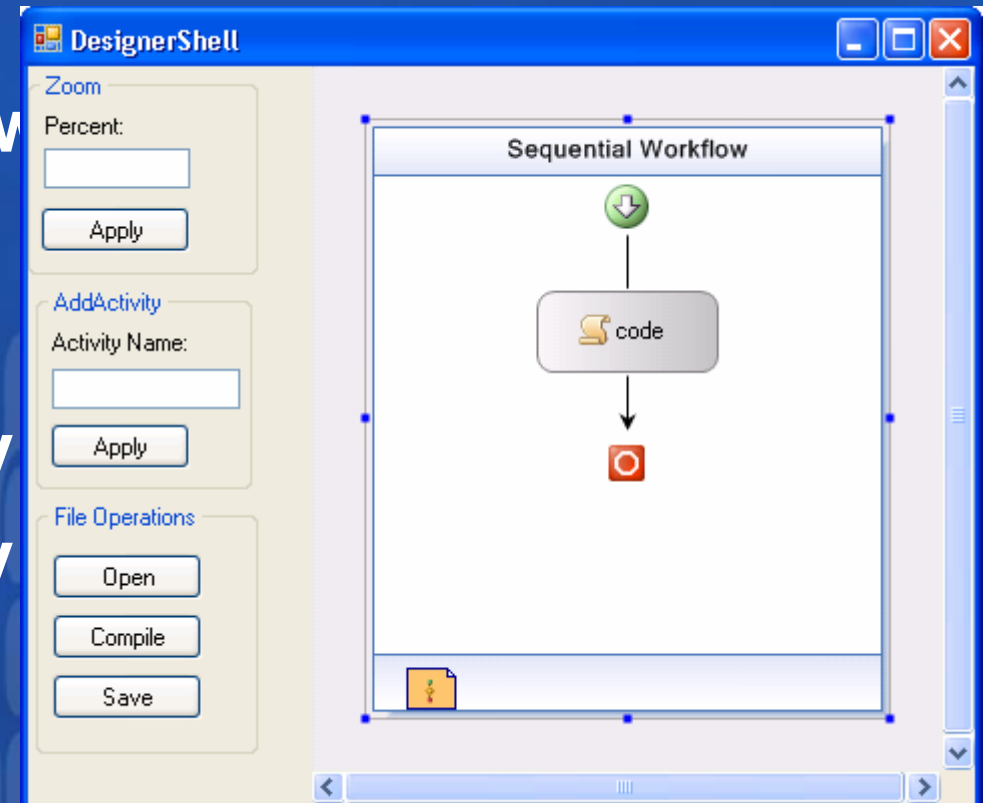 DesignerShell
Zoom
Percent:
Apply
AddActivity
Activity Name:
Apply
File Operations
Open
Compile
Save
Sequential Workflow
code